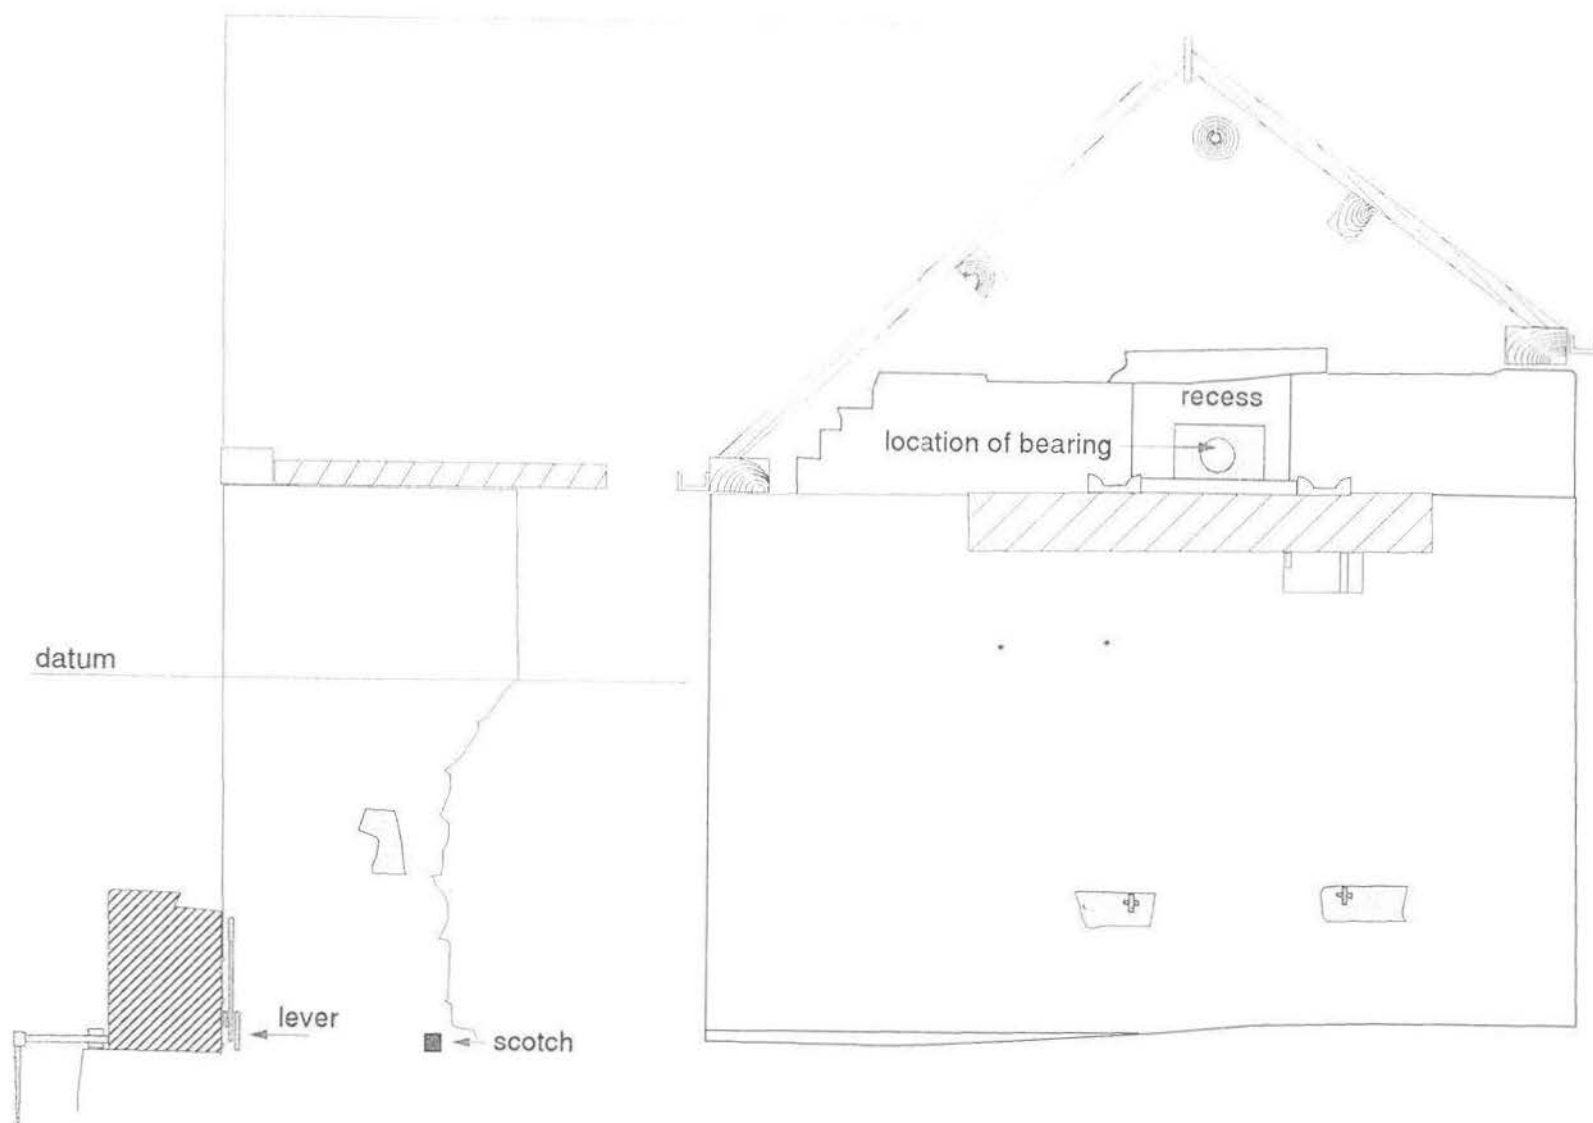 recess
location of bearing
datum
lever
scotch